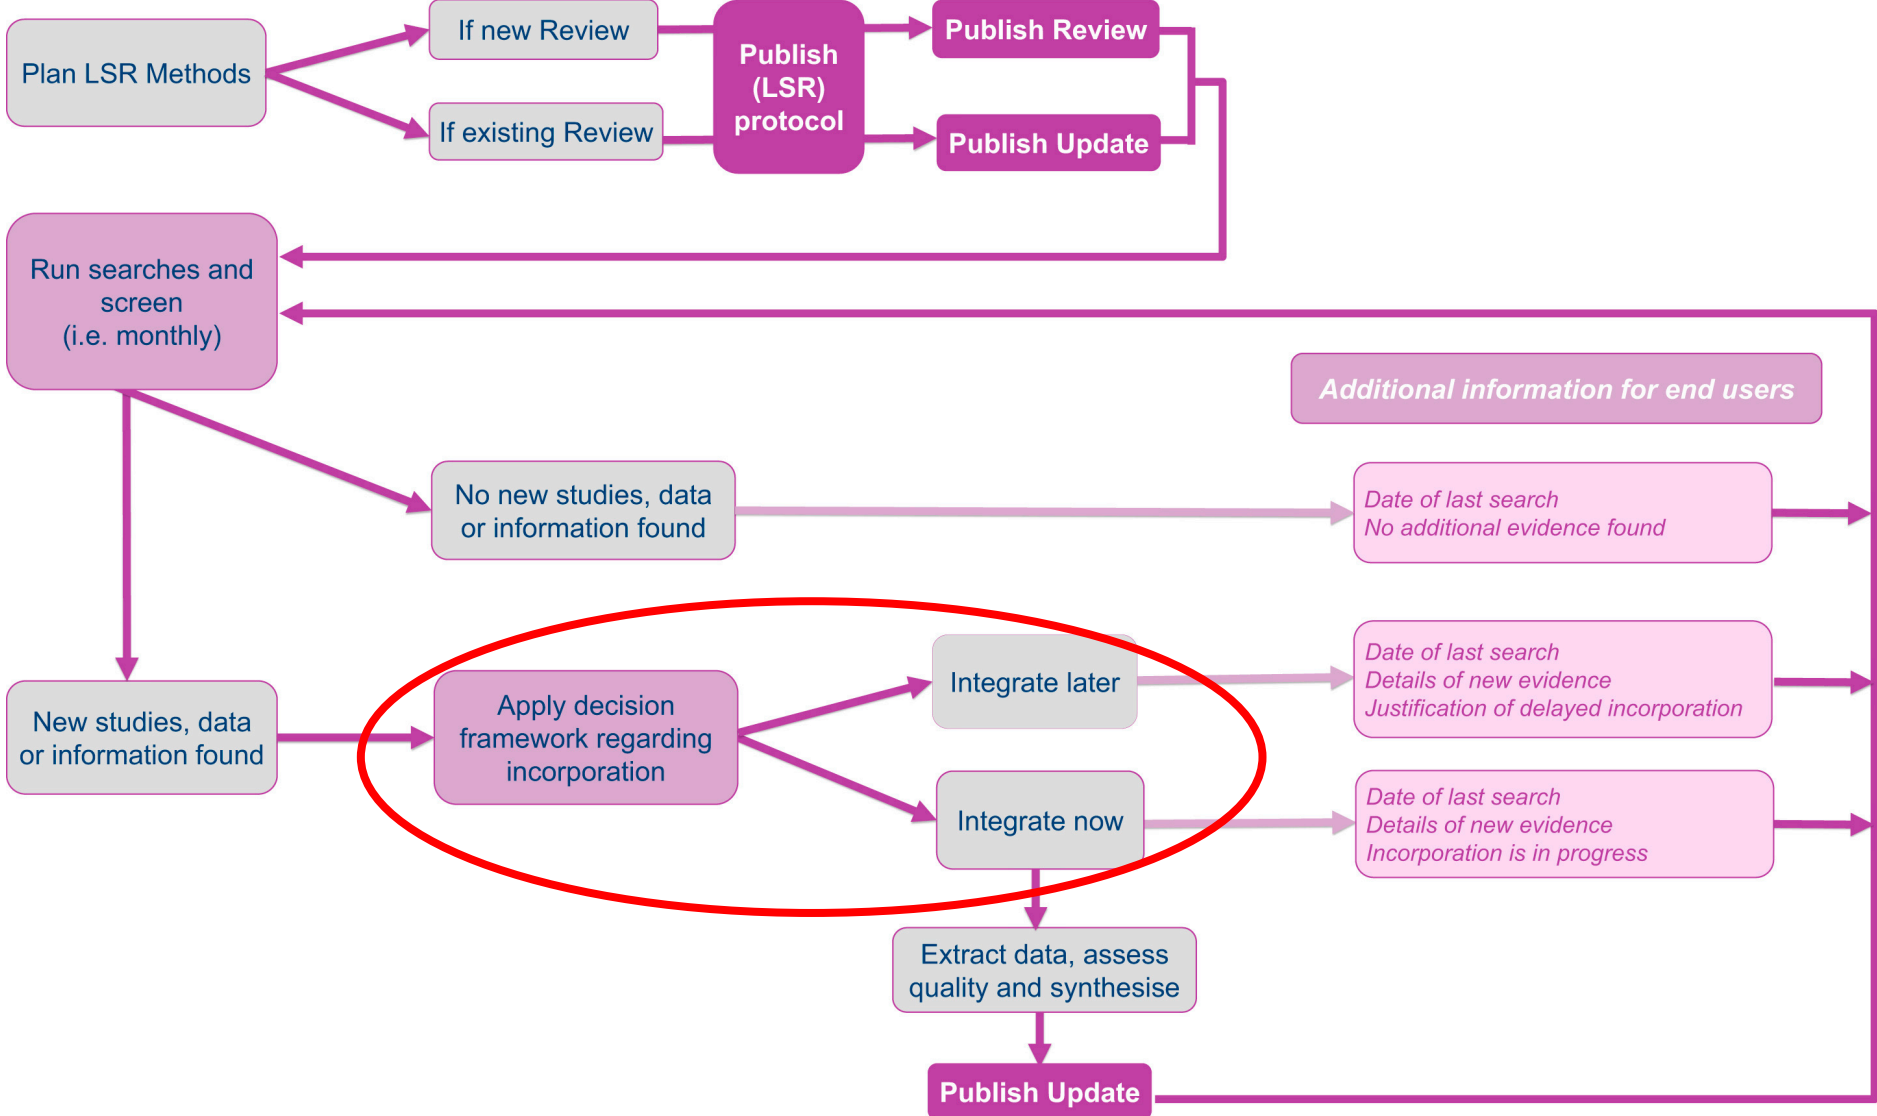 Plan LSR Methods
If new Review
If existing Review
Publish
(LSR)
protocol
Publish Review
Publish Update
Run searches and
screen
(i.e. monthly)
Additional information for end users
No new studies, data
or information found
Date of last search
No additional evidence found
New studies, data
or information found
Apply decision
framework regarding
incorporation
Integrate later
Date of last search
Details of new evidence
Justification of delayed incorporation
Integrate now
Date of last search
Details of new evidence
Incorporation is in progress
Extract data, assess
quality and synthesise
Publish Update